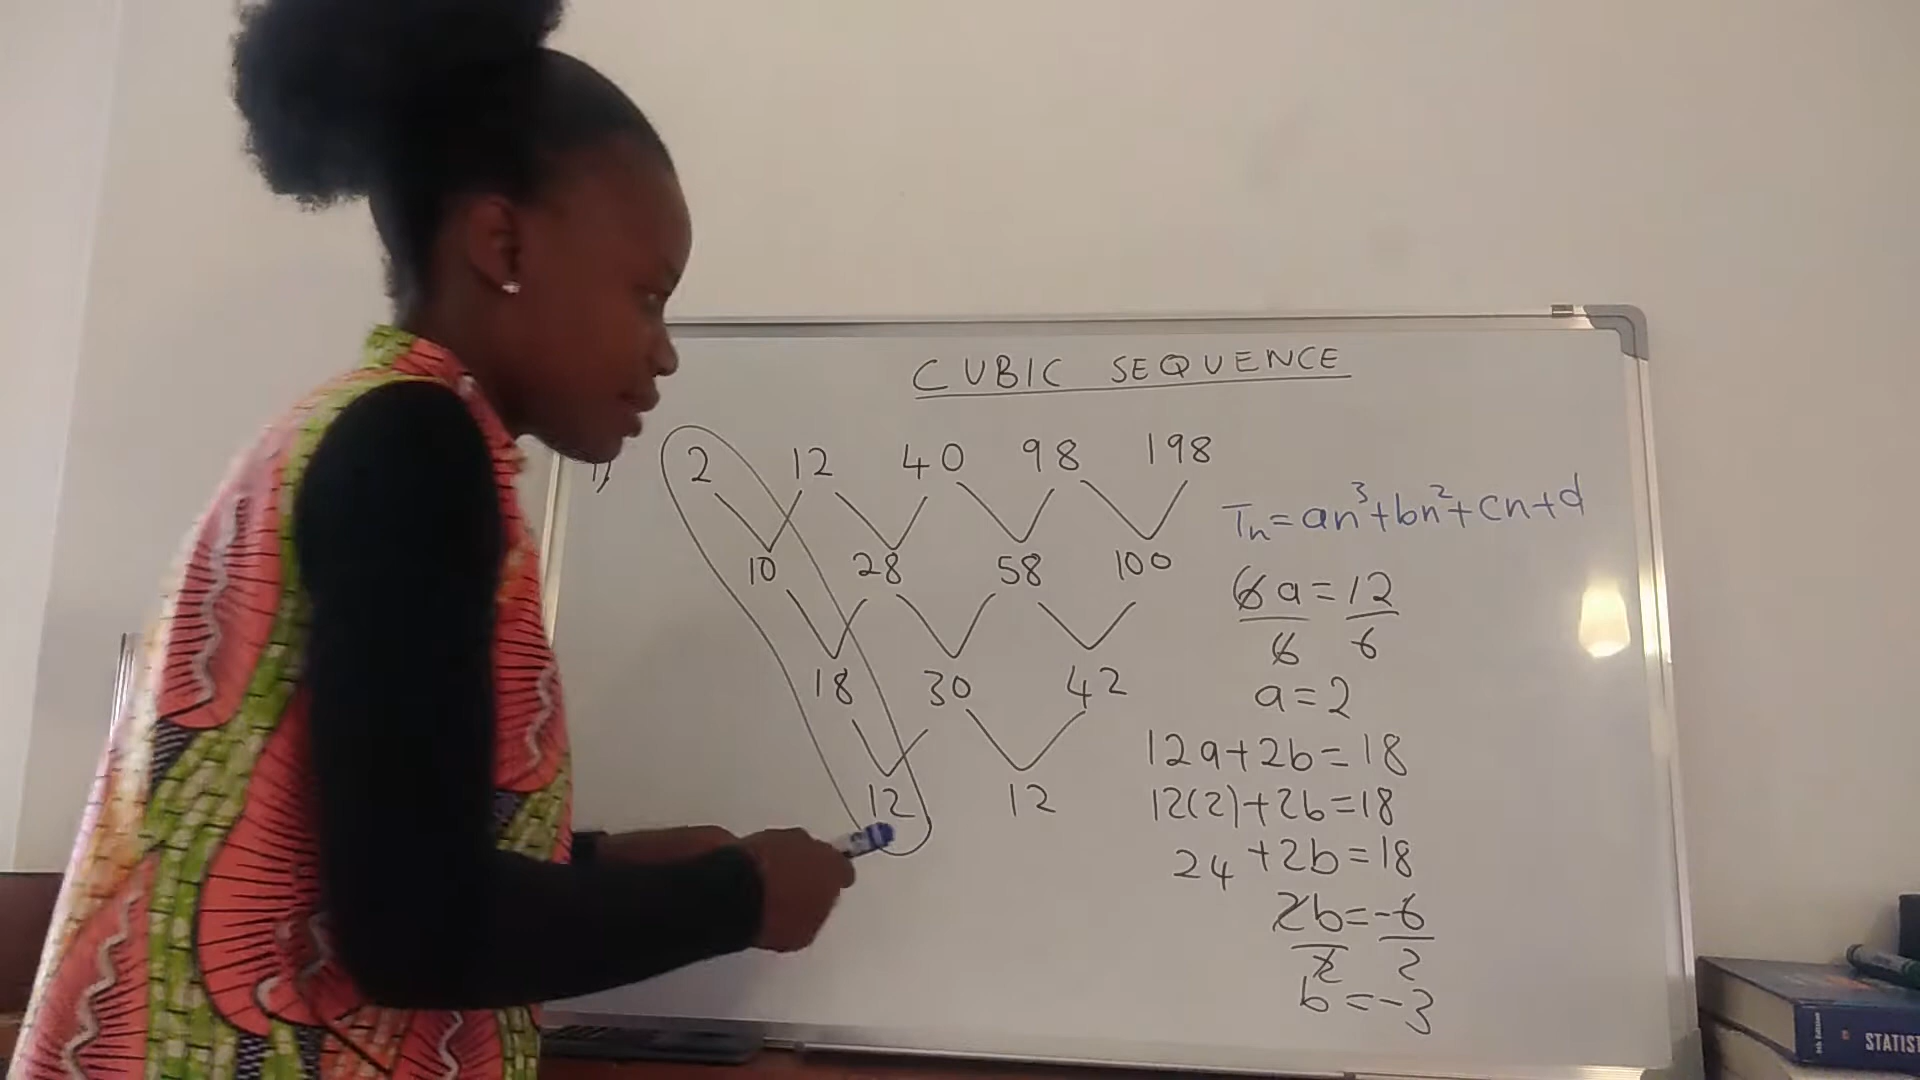 CUBIC SEQUENCE
1)
2 12 40 98 198
10 28 58 100
18 30 42
12 12
Tn=an³+bn²+cn+d
6a=12
6 6
a=2
12a+2b=18
12(2)+2b=18
24+2b=18
2b=-6
2 2
b=-3
STATIST